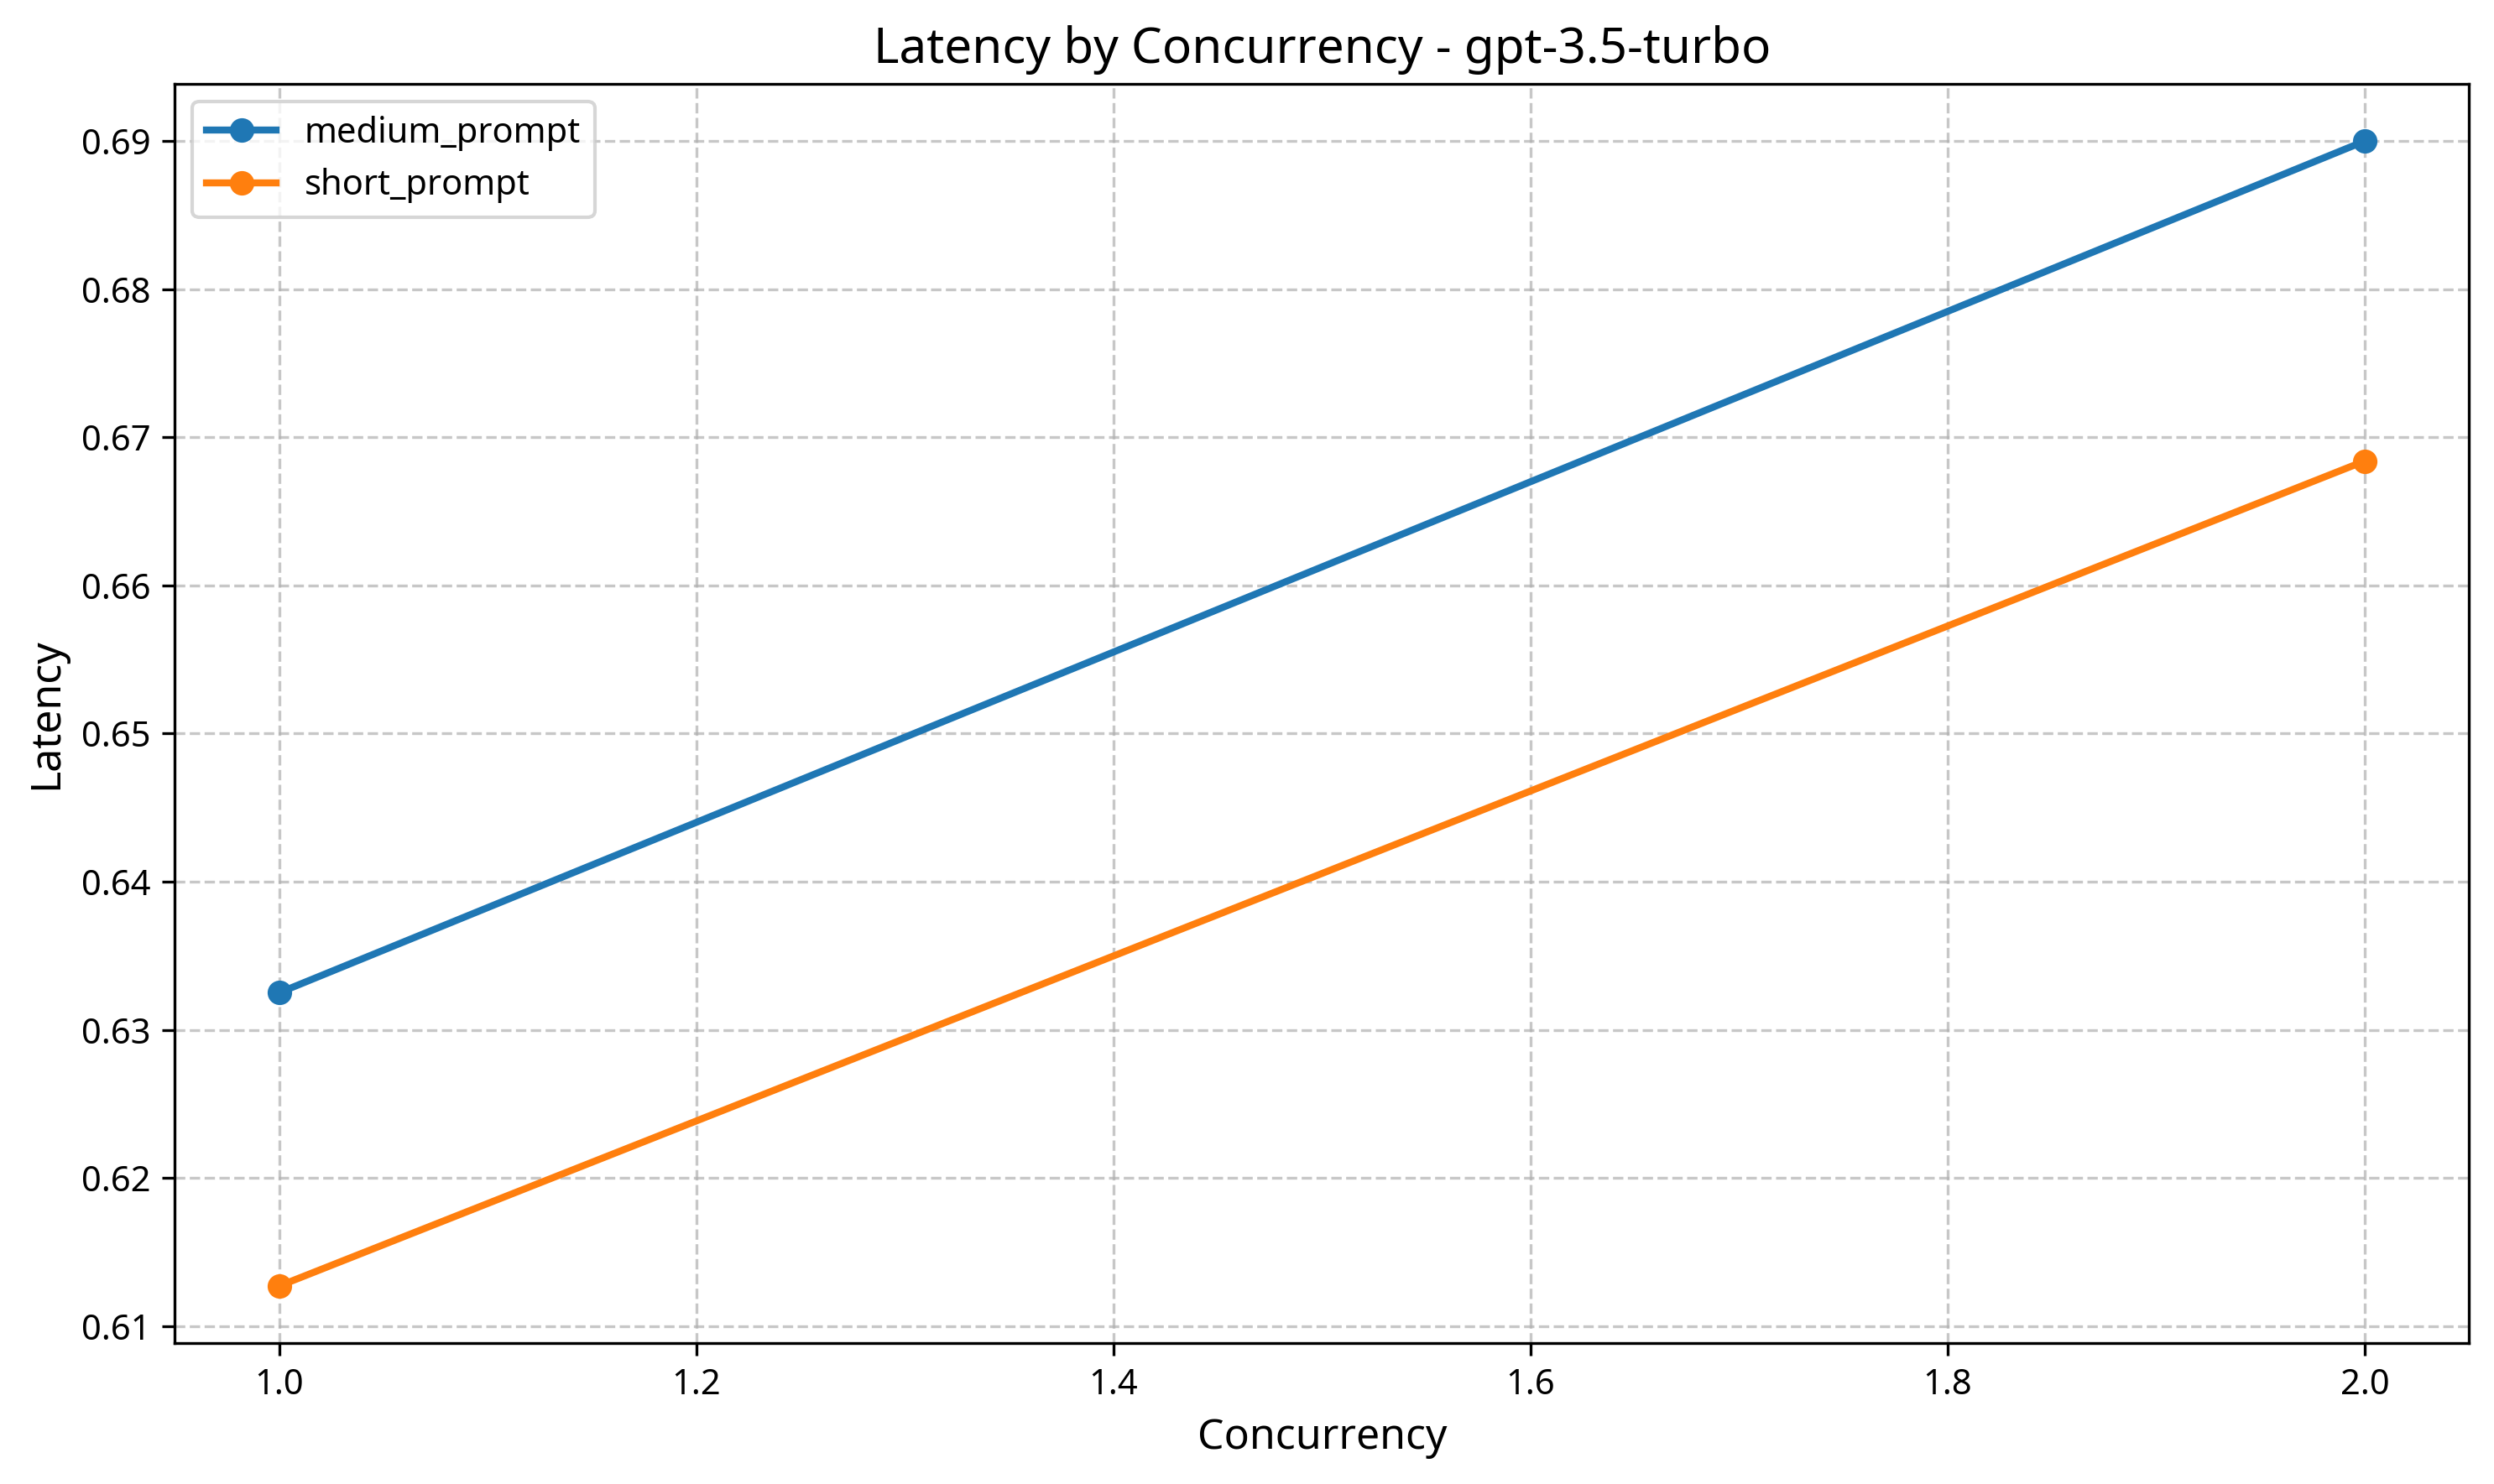 Latency by Concurrency - gpt-3.5-turbo
medium_prompt
short_prompt
0.69
0.68
0.67
0.66
0.65
0.64
0.63
0.62
0.61
Latency
1.0 1.2 1.4 1.6 1.8 2.0
Concurrency